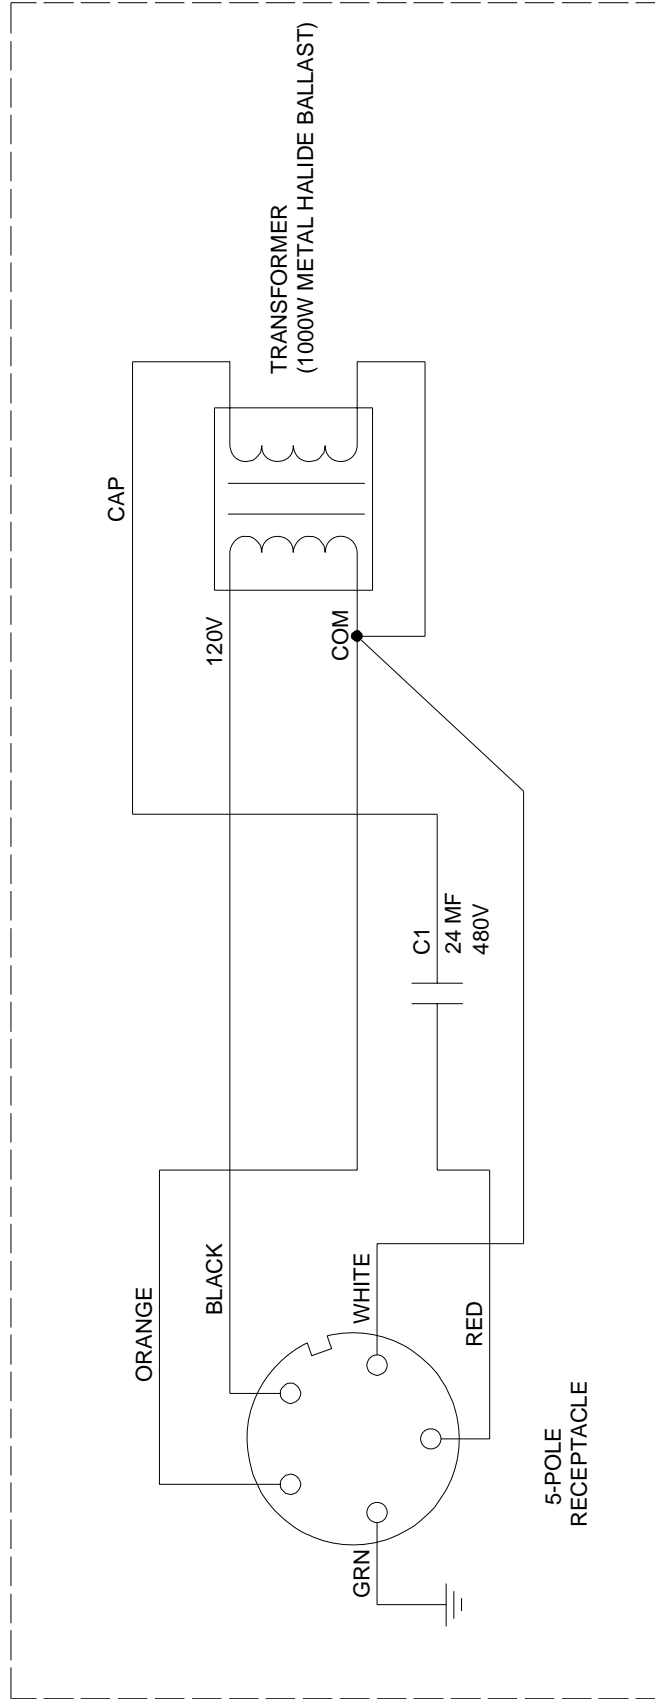 CAP
TRANSFORMER
(1000W METAL HALIDE BALLAST)
120V
COM
ORANGE
BLACK
WHITE
RED
GRN
C1
24 MF
480V
5-POLE
RECEPTACLE